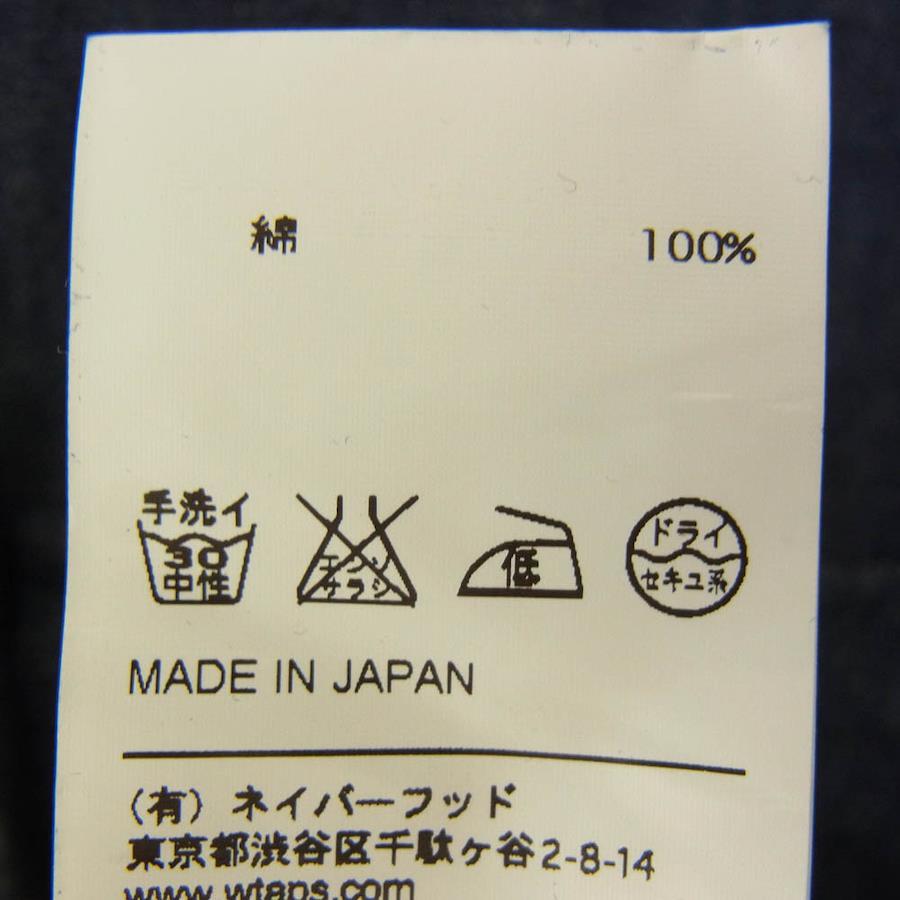 綿 100%
手洗イ
30
中性
エンソ
サラシ
低
ドライ
セキユ系
MADE IN JAPAN
(有) ネイバーフッド
東京都渋谷区千駄ヶ谷2-8-14
www.wtaps.com